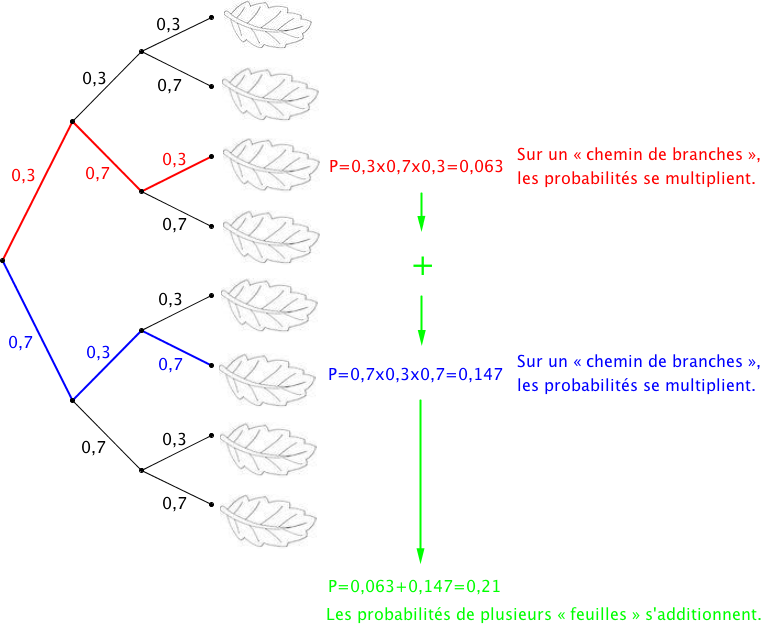 0,3
0,3
0,7
0,3
0,7
0,3
P=0,3x0,7x0,3=0,063
Sur un « chemin de branches »,
les probabilités se multiplient.
0,7
+
0,3
0,7
0,3
0,7
P=0,7x0,3x0,7=0,147
Sur un « chemin de branches »,
les probabilités se multiplient.
0,7
0,3
0,7
P=0,063+0,147=0,21
Les probabilités de plusieurs « feuilles » s'additionnent.